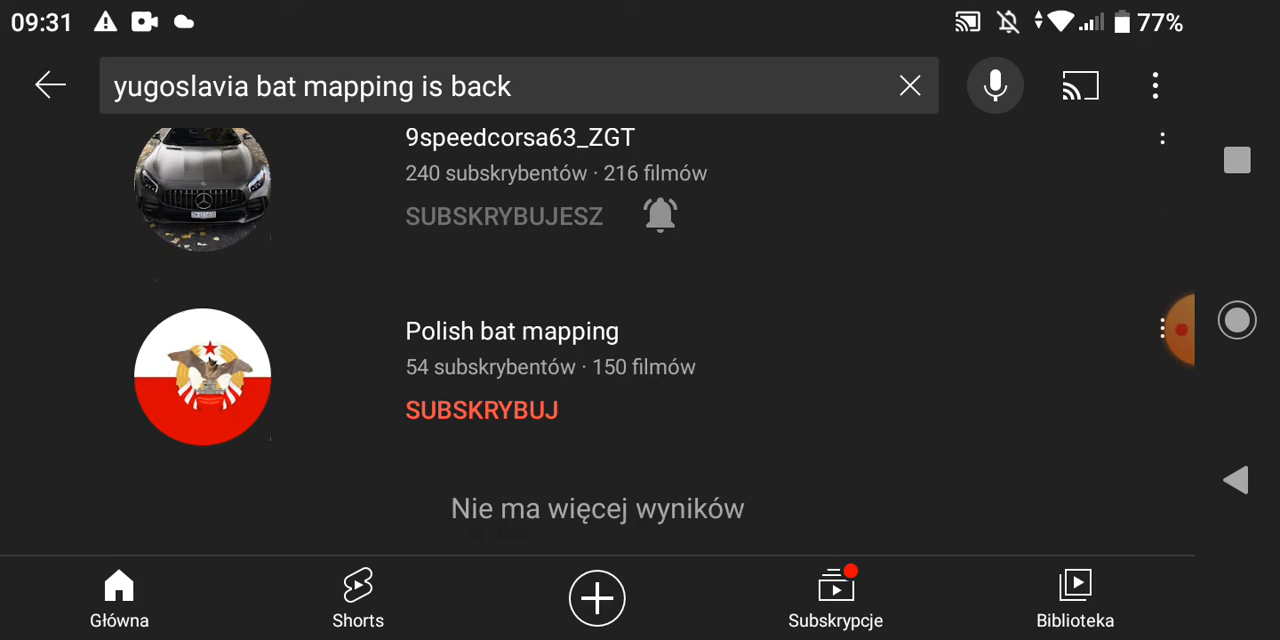 09:31
77%
yugoslavia bat mapping is back
9speedcorsa63_ZGT
240 subskrybentów · 216 filmów
SUBSKRYBUJESZ
Polish bat mapping
54 subskrybentów · 150 filmów
SUBSKRYBUJ
Nie ma więcej wyników
Główna
Shorts
Subskrypcje
Biblioteka